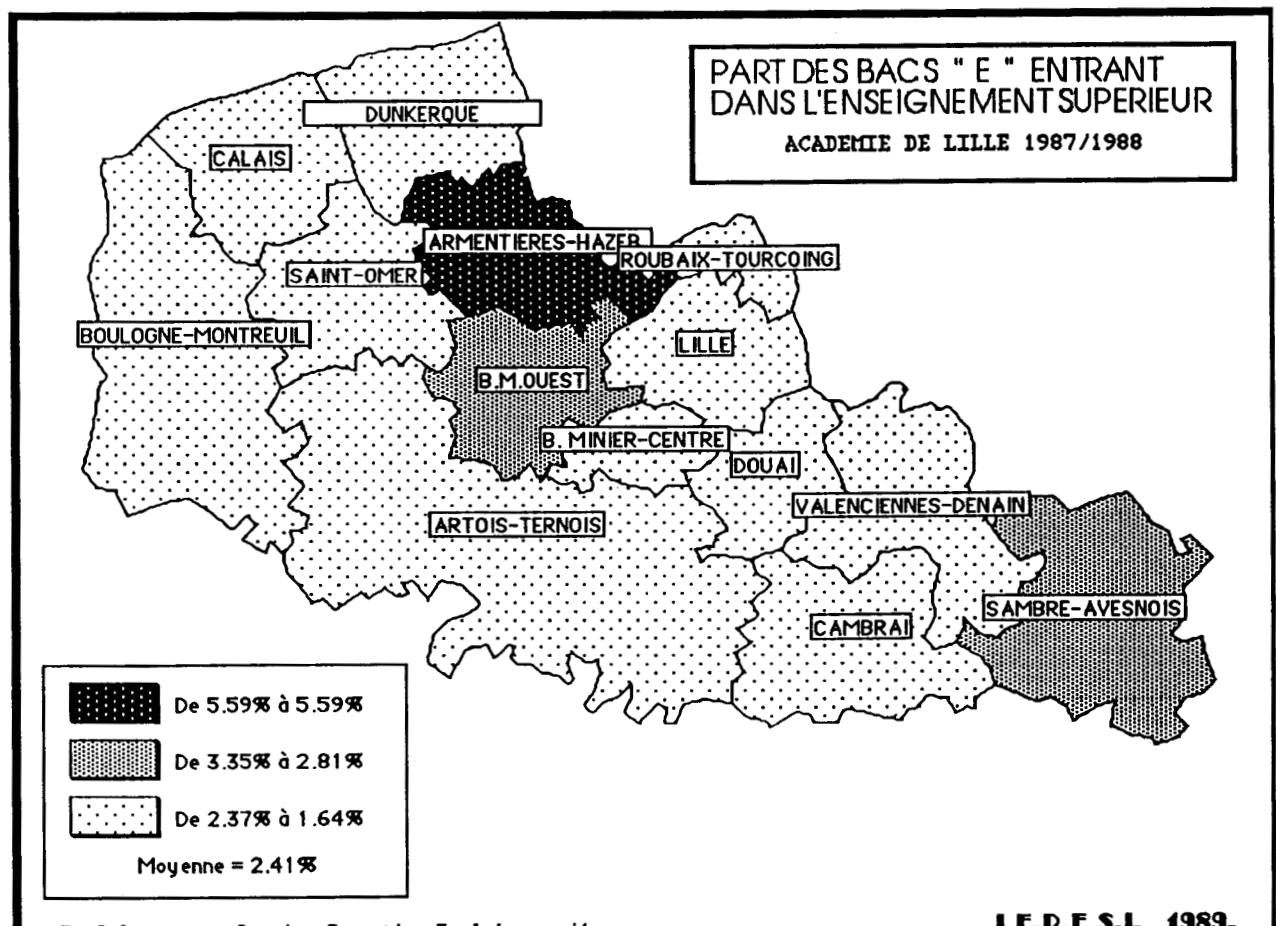 PART DES BACS " E " ENTRANT
DANS L'ENSEIGNEMENT SUPERIEUR
ACADEMIE DE LILLE 1987/1988
DUNKERQUE
CALAIS
ARMENTIERES-HAZEB
ROUBAIX-TOURCOING
SAINT-OMER
BOULOGNE-MONTREUIL
LILLE
B.M.OUEST
B. MINIER-CENTRE
DOUAI
VALENCIENNES-DENAIN
ARTOIS-TERNOIS
SAMBRE-AVESNOIS
CAMBRAI
De 5.59% à 5.59%
De 3.35% à 2.81%
De 2.37% à 1.64%
Moyenne = 2.41%
1989.